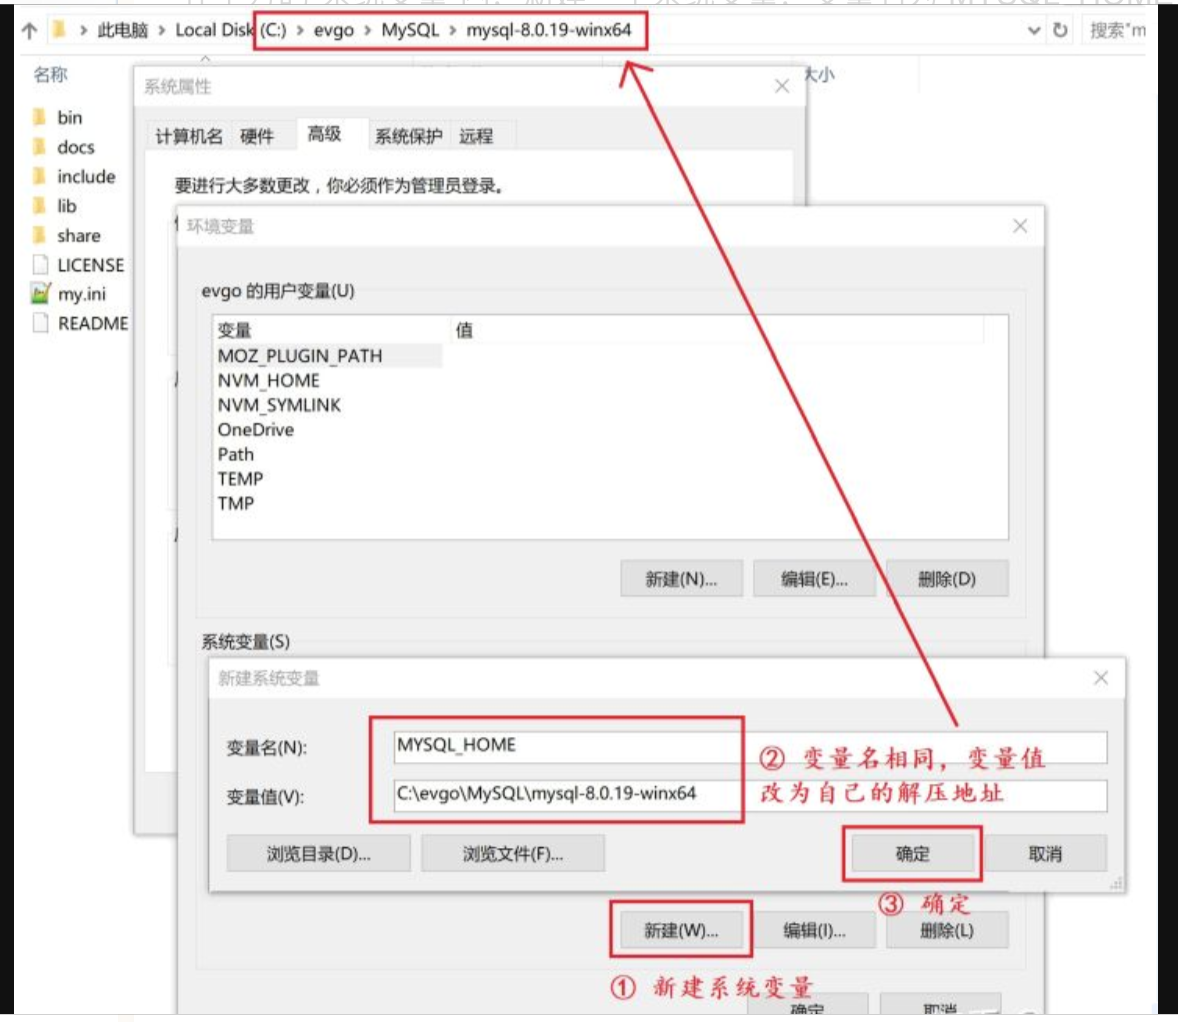 此电脑 > Local Disk (C:) > evgo > MySQL > mysql-8.0.19-winx64
搜索"m
名称
大小
系统属性
bin
docs
include
lib
share
LICENSE
my.ini
README
计算机名 硬件 高级 系统保护 远程
要进行大多数更改，你必须作为管理员登录。
环境变量
evgo 的用户变量(U)
变量 值
MOZ_PLUGIN_PATH
NVM_HOME
NVM_SYMLINK
OneDrive
Path
TEMP
TMP
新建(N)... 编辑(E)... 删除(D)
系统变量(S)
新建系统变量
变量名(N): MYSQL_HOME
变量值(V): C:\evgo\MySQL\mysql-8.0.19-winx64
② 变量名相同，变量值
改为自己的解压地址
浏览目录(D)... 浏览文件(F)... 确定 取消
③ 确定
新建(W)... 编辑(I)... 删除(L)
① 新建系统变量
确定 取消